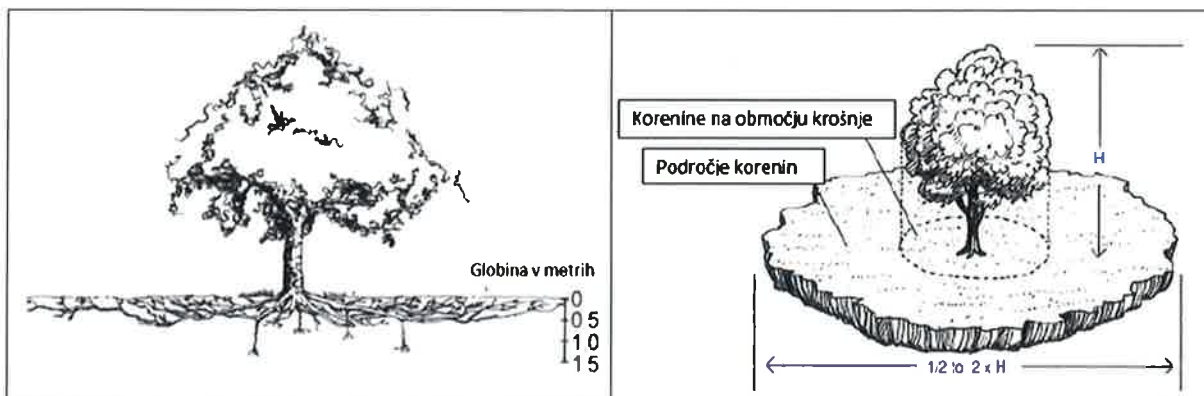 Globina v metrih
0
0 5
1 0
1 5
Korenine na območju krošnje
Področje korenin
H
1/2 to 2 x H